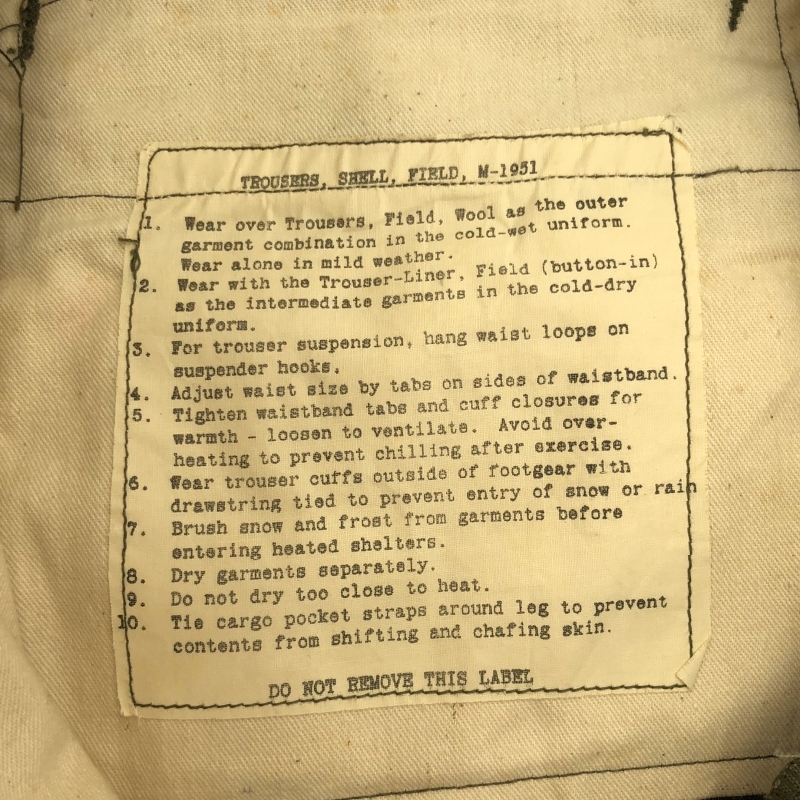 TROUSERS, SHELL, FIELD, M-1951
1. Wear over Trousers, Field, Wool as the outer
garment combination in the cold-wet uniform.
Wear alone in mild weather.
2. Wear with the Trouser-Liner, Field (button-in)
as the intermediate garments in the cold-dry
uniform.
3. For trouser suspension, hang waist loops on
suspender hooks.
4. Adjust waist size by tabs on sides of waistband.
5. Tighten waistband tabs and cuff closures for
warmth - loosen to ventilate. Avoid over-
heating to prevent chilling after exercise.
6. Wear trouser cuffs outside of footgear with
drawstring tied to prevent entry of snow or rain
7. Brush snow and frost from garments before
entering heated shelters.
8. Dry garments separately.
9. Do not dry too close to heat.
10. Tie cargo pocket straps around leg to prevent
contents from shifting and chafing skin.
DO NOT REMOVE THIS LABEL